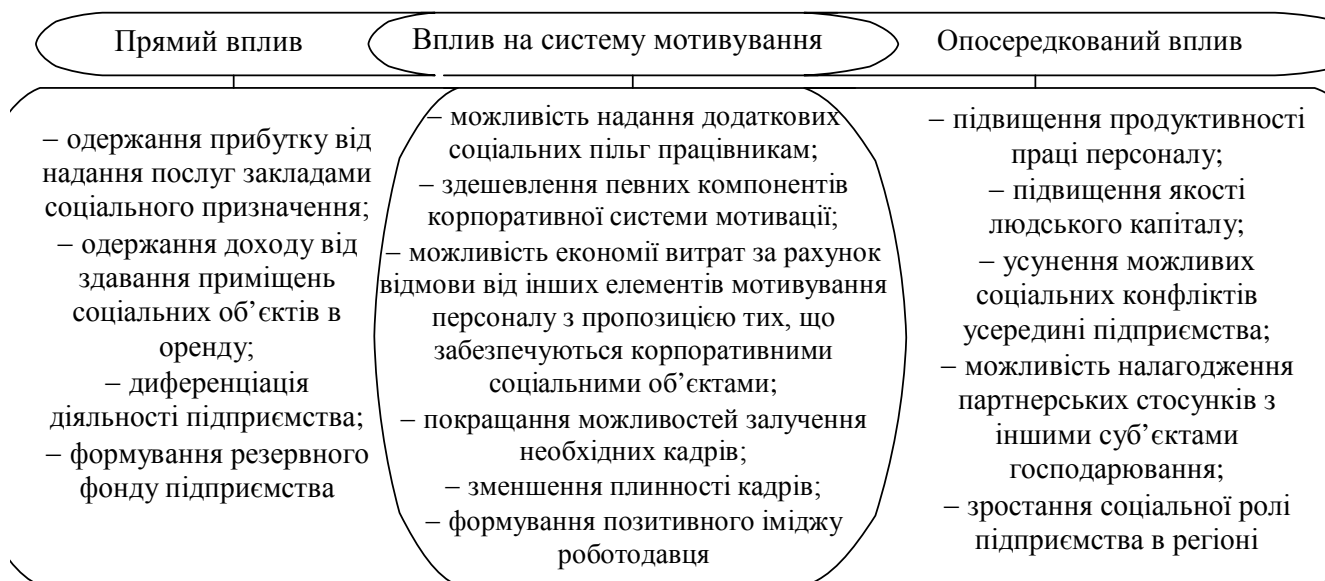 Прямий вплив
Вплив на систему мотивування
Опосередкований вплив
– одержання прибутку від
надання послуг закладами
соціального призначення;
– одержання доходу від
здавання приміщень
соціальних об’єктів в
оренду;
– диференціація
діяльності підприємства;
– формування резервного
фонду підприємства
– можливість надання додаткових
соціальних пільг працівникам;
– здешевлення певних компонентів
корпоративної системи мотивації;
– можливість економії витрат за рахунок
відмови від інших елементів мотивування
персоналу з пропозицією тих, що
забезпечуються корпоративними
соціальними об’єктами;
– покращання можливостей залучення
необхідних кадрів;
– зменшення плинності кадрів;
– формування позитивного іміджу
роботодавця
– підвищення продуктивності
праці персоналу;
– підвищення якості
людського капіталу;
– усунення можливих
соціальних конфліктів
усередині підприємства;
– можливість налагодження
партнерських стосунків з
іншими суб’єктами
господарювання;
– зростання соціальної ролі
підприємства в регіоні